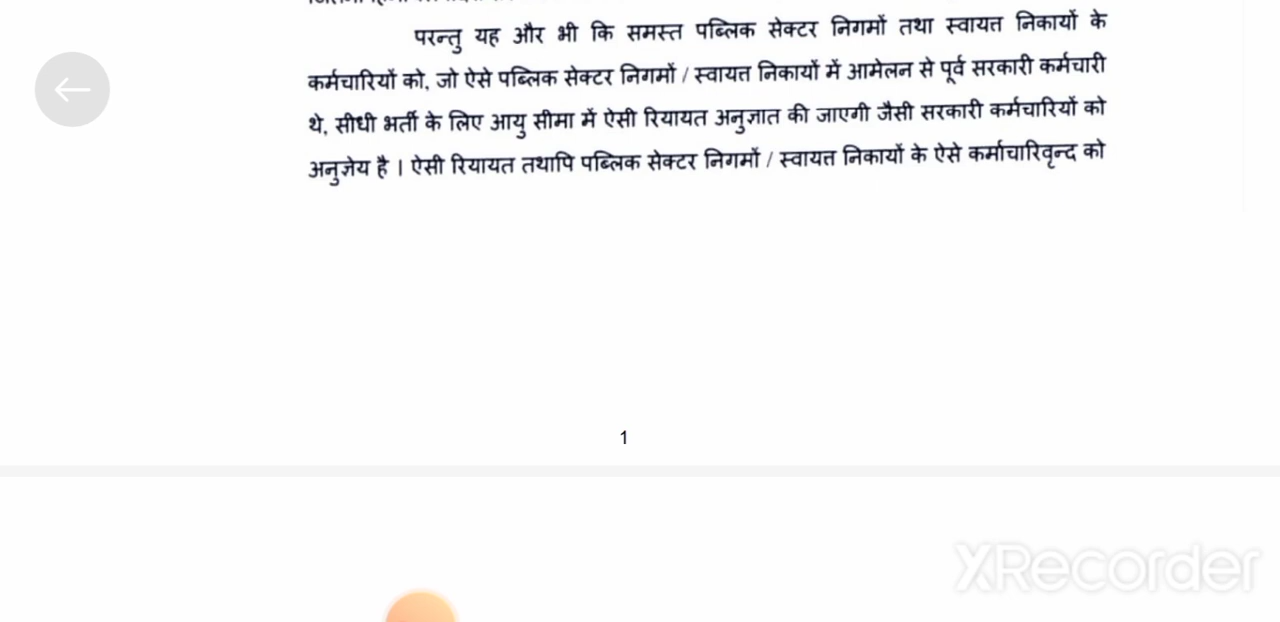 परन्तु यह और भी कि समस्त पब्लिक सेक्टर निगमों तथा स्वायत्त निकायों के
कर्मचारियों को, जो ऐसे पब्लिक सेक्टर निगमों / स्वायत्त निकायों में आमेलन से पूर्व सरकारी कर्मचारी
थे, सीधी भर्ती के लिए आयु सीमा में ऐसी रियायत अनुज्ञात की जाएगी जैसी सरकारी कर्मचारियों को
अनुज्ञेय है । ऐसी रियायत तथापि पब्लिक सेक्टर निगमों / स्वायत्त निकायों के ऐसे कर्माचारिवृन्द को
1
XRecorder